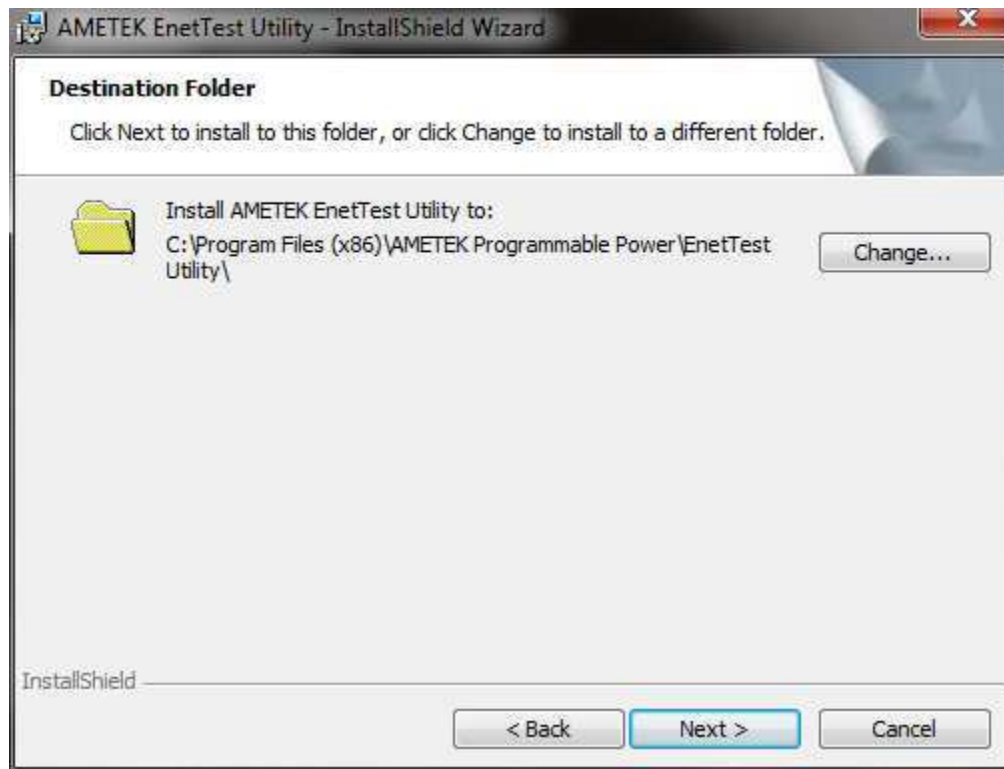 AMETEK EnetTest Utility - InstallShield Wizard
Destination Folder
Click Next to install to this folder, or click Change to install to a different folder.
Install AMETEK EnetTest Utility to:
C:\Program Files (x86)\AMETEK Programmable Power\EnetTest
Utility\
Change...
InstallShield
< Back
Next >
Cancel